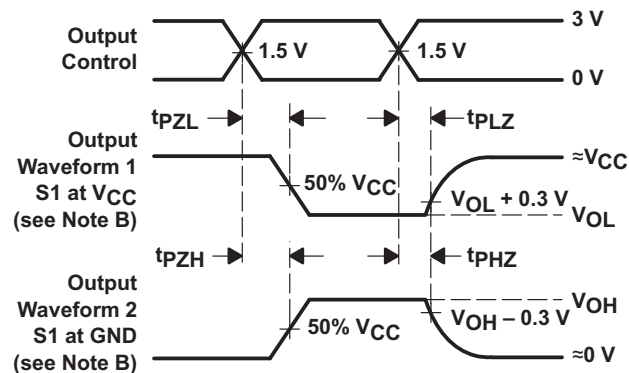 Output
Control
3 V
1.5 V
1.5 V
0 V
tPZL
tPLZ
Output
Waveform 1
S1 at VCC
(see Note B)
≈VCC
50% VCC
VOL + 0.3 V
VOL
tPZH
tPHZ
Output
Waveform 2
S1 at GND
(see Note B)
VOH
50% VCC
VOH – 0.3 V
≈0 V